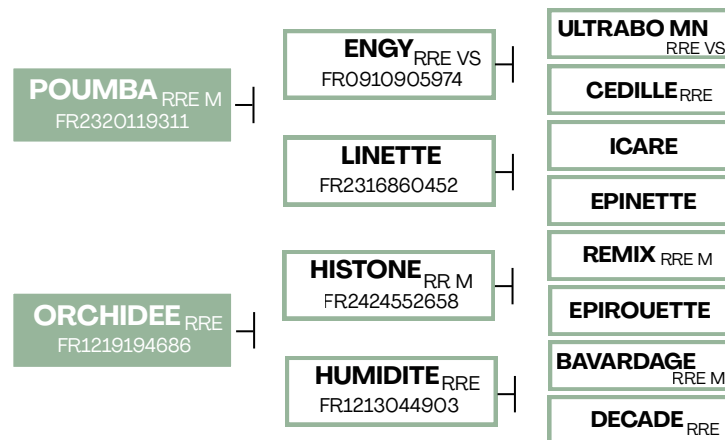 POUMBA RRE M
FR2320119311
ORCHIDEE RRE
FR1219194686
ENGY RRE VS
FR0910905974
LINETTE
FR2316860452
HISTONE RR M
FR2424552658
HUMIDITE RRE
FR1213044903
ULTRABO MN
RRE VS
CEDILLE RRE
ICARE
EPINETTE
REMIX RRE M
EPIROUETTE
BAVARDAGE
RRE M
DECADE RRE